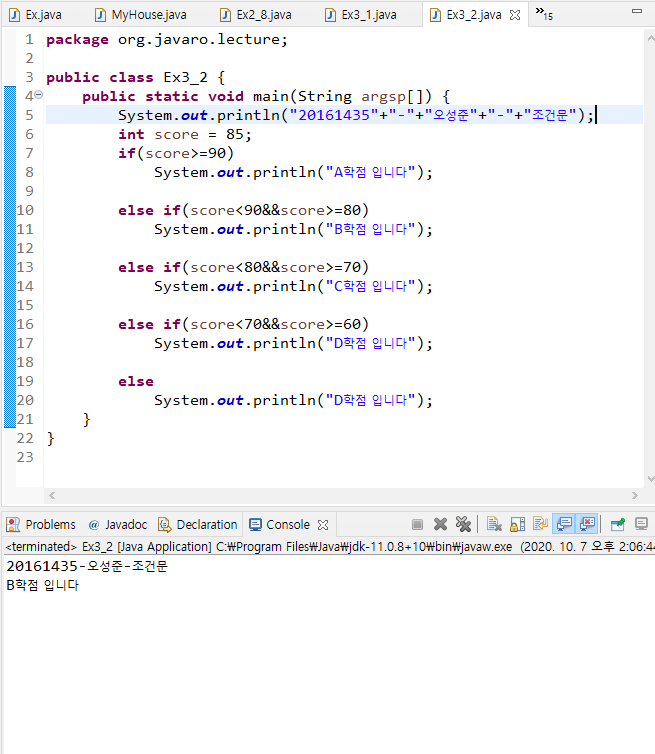 Ex.java MyHouse.java Ex2_8.java Ex3_1.java Ex3_2.java »15
1 package org.javaro.lecture;
2
3 public class Ex3_2 {
4 public static void main(String argsp[]) {
5 System.out.println("20161435"+"-"+"오성준"+"-"+"조건문");
6 int score = 85;
7 if(score>=90)
8 System.out.println("A학점 입니다");
9
10 else if(score<90&&score>=80)
11 System.out.println("B학점 입니다");
12
13 else if(score<80&&score>=70)
14 System.out.println("C학점 입니다");
15
16 else if(score<70&&score>=60)
17 System.out.println("D학점 입니다");
18
19 else
20 System.out.println("D학점 입니다");
21 }
22 }
23
Problems @ Javadoc Declaration Console
<terminated> Ex3_2 [Java Application] C:₩Program Files₩Java₩jdk-11.0.8+10₩bin₩javaw.exe (2020. 10. 7 오후 2:06:44
20161435-오성준-조건문
B학점 입니다